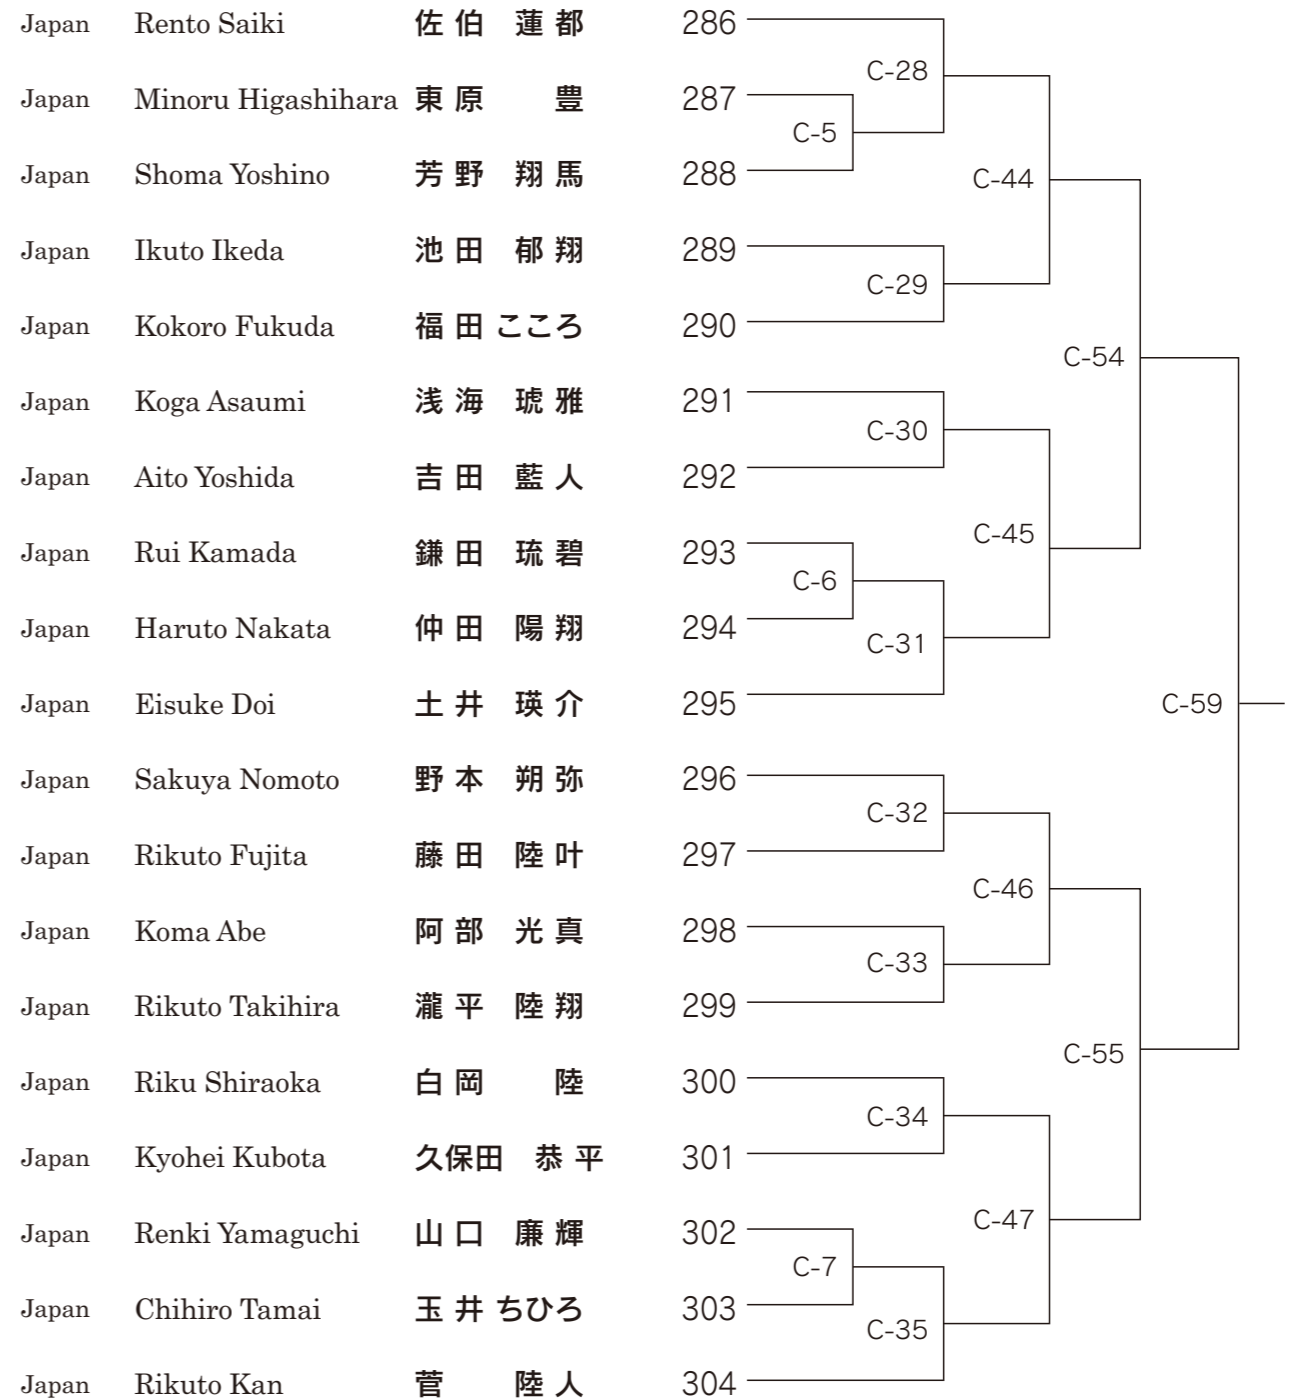 Japan Rento Saiki 佐伯 蓮都 286
C-28
Japan Minoru Higashihara 東原 豊 287
C-5
Japan Shoma Yoshino 芳野 翔馬 288
C-44
Japan Ikuto Ikeda 池田 郁翔 289
C-29
Japan Kokoro Fukuda 福田 こころ 290
C-54
Japan Koga Asaumi 浅海 琥雅 291
C-30
Japan Aito Yoshida 吉田 藍人 292
C-45
Japan Rui Kamada 鎌田 琉碧 293
C-6
Japan Haruto Nakata 仲田 陽翔 294
C-31
Japan Eisuke Doi 土井 瑛介 295
C-59
Japan Sakuya Nomoto 野本 朔弥 296
C-32
Japan Rikuto Fujita 藤田 陸叶 297
C-46
Japan Koma Abe 阿部 光真 298
C-33
Japan Rikuto Takihira 瀧平 陸翔 299
C-55
Japan Riku Shiraoka 白岡 陸 300
C-34
Japan Kyohei Kubota 久保田 恭平 301
C-47
Japan Renki Yamaguchi 山口 廉輝 302
C-7
Japan Chihiro Tamai 玉井 ちひろ 303
C-35
Japan Rikuto Kan 菅 陸人 304